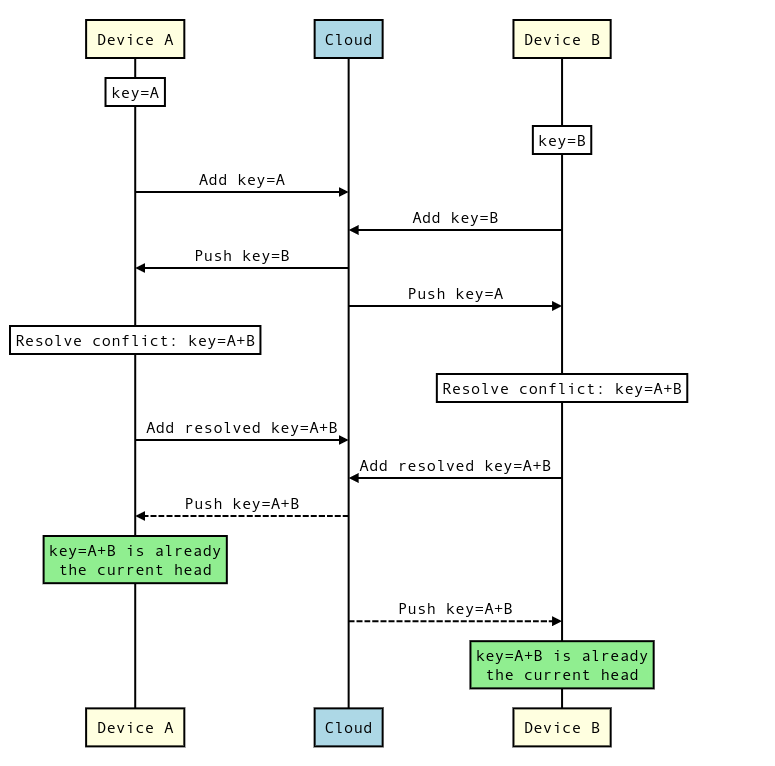 Device A
Cloud
Device B
key=A
key=B
Add key=A
Add key=B
Push key=B
Push key=A
Resolve conflict: key=A+B
Resolve conflict: key=A+B
Add resolved key=A+B
Add resolved key=A+B
Push key=A+B
key=A+B is already
the current head
Push key=A+B
key=A+B is already
the current head
Device A
Cloud
Device B